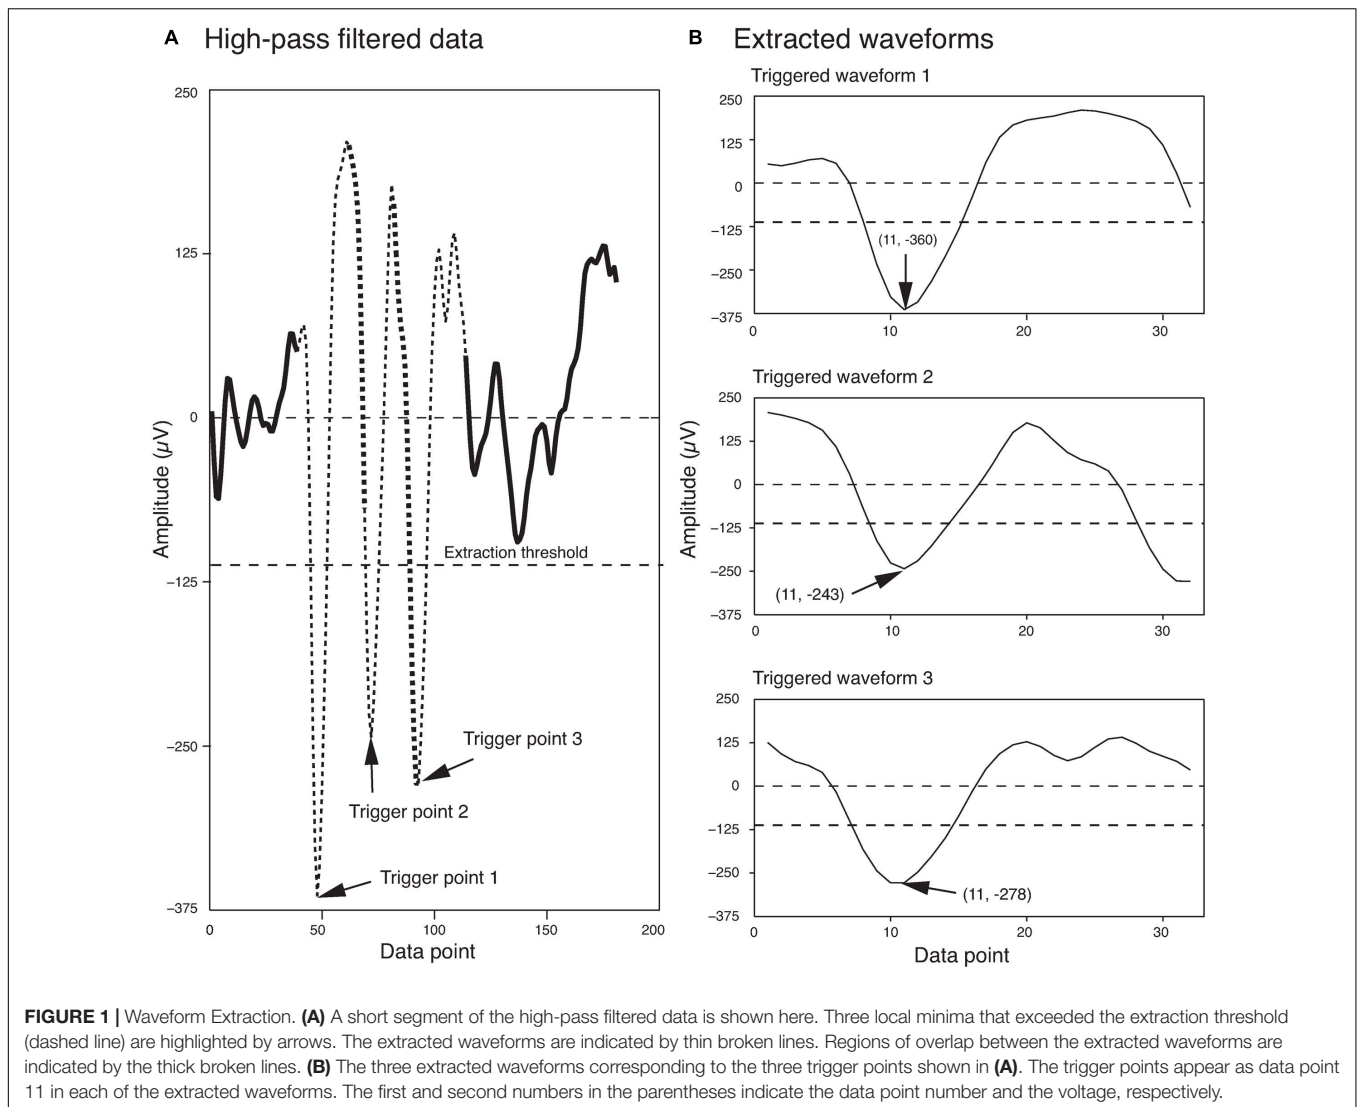 A High-pass filtered data
250
125
0
−125
−250
−375
Amplitude (µV)
Extraction threshold
Trigger point 3
Trigger point 2
Trigger point 1
0 50 100 150 200
Data point
B Extracted waveforms
Triggered waveform 1
250
125
0
−125
−250
−375
(11, -360)
0 10 20 30
Triggered waveform 2
250
125
0
−125
−250
−375
Amplitude (µV)
(11, -243)
0 10 20 30
Triggered waveform 3
250
125
0
−125
−250
−375
(11, -278)
0 10 20 30
Data point
FIGURE 1 | Waveform Extraction. (A) A short segment of the high-pass filtered data is shown here. Three local minima that exceeded the extraction threshold
(dashed line) are highlighted by arrows. The extracted waveforms are indicated by thin broken lines. Regions of overlap between the extracted waveforms are
indicated by the thick broken lines. (B) The three extracted waveforms corresponding to the three trigger points shown in (A). The trigger points appear as data point
11 in each of the extracted waveforms. The first and second numbers in the parentheses indicate the data point number and the voltage, respectively.